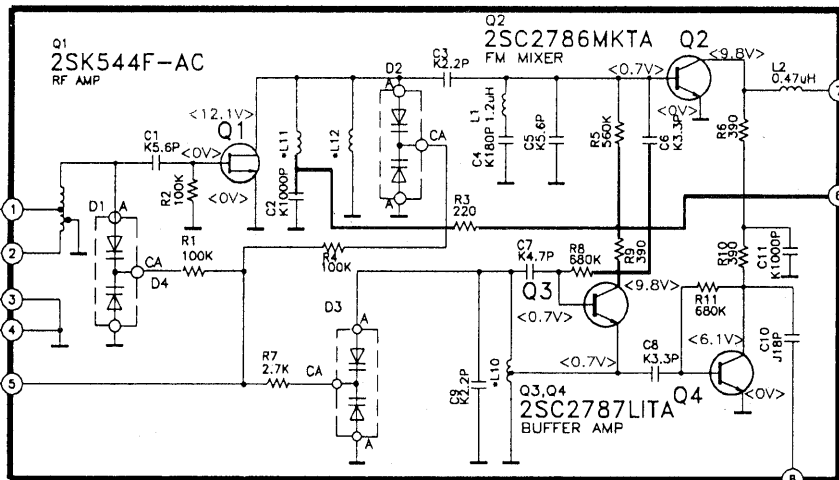 Q1
2SK544F-AC
RF AMP
Q2
2SC2786MKTA
FM MIXER
Q2
<9.8V>
L2
0.47uH
<0.7V>
<0V>
D2
A
CA
A
C3
K2.2P
C1
K5.6P
<12.1V>
Q1
<0V>
<0V>
R2
100K
•L11
•L12
C2
K1000P
L1
1.2uH
C4
K180P
C5
K5.6P
R5
560K
C6
K3.3P
R6
390
1
2
3
4
5
6
7
D1
A
CA
D4
R1
100K
R3
220
R4
100K
C7
K4.7P
R8
680K
R9
390
R10
390
C11
K1000P
Q3
<9.8V>
<0.7V>
<0.7V>
R11
680K
D3
A
CA
A
R7
2.7K
C9
K2.2P
•L10
C8
K3.3P
<6.1V>
Q4
<0V>
C10
J18P
Q3,Q4
2SC2787LITA
BUFFER AMP